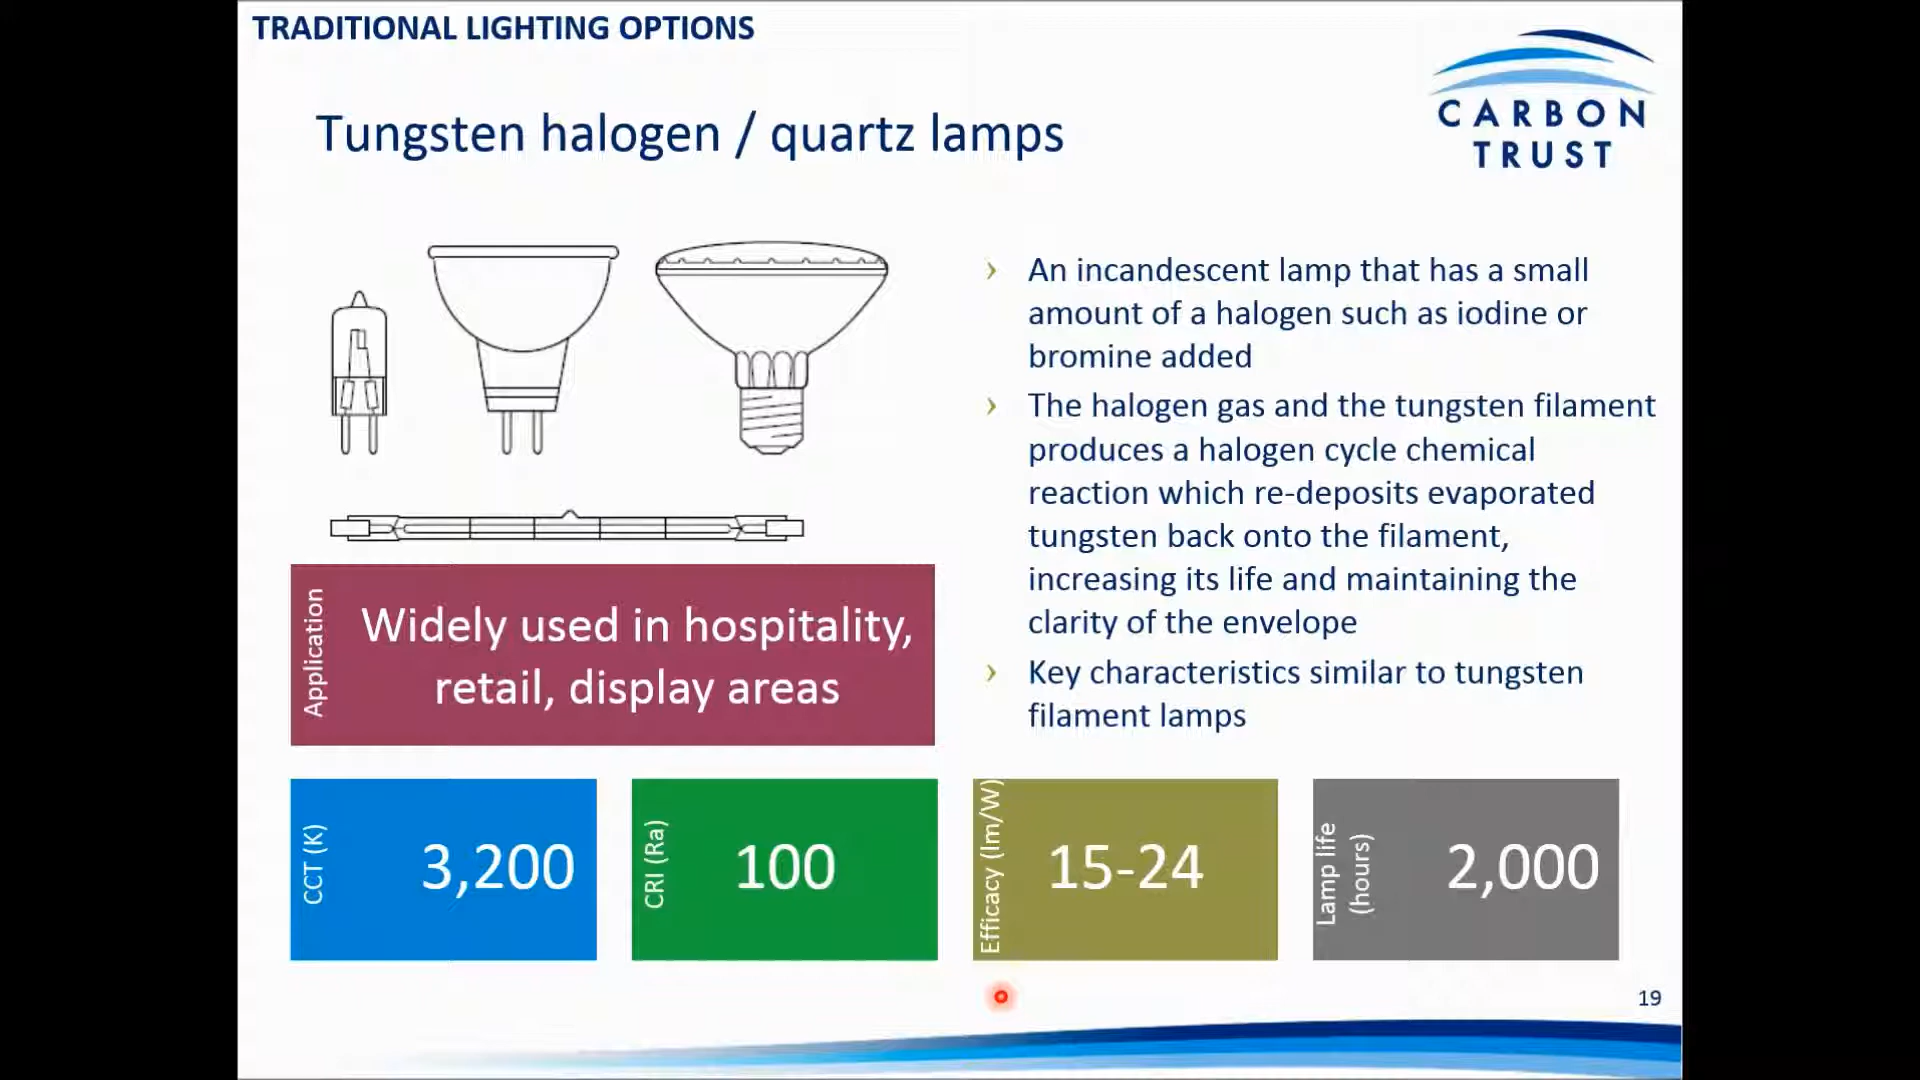 TRADITIONAL LIGHTING OPTIONS
CARBON
TRUST
Tungsten halogen / quartz lamps
An incandescent lamp that has a small
amount of a halogen such as iodine or
bromine added
The halogen gas and the tungsten filament
produces a halogen cycle chemical
reaction which re-deposits evaporated
tungsten back onto the filament,
increasing its life and maintaining the
clarity of the envelope
Key characteristics similar to tungsten
filament lamps
Application
Widely used in hospitality,
retail, display areas
CCT (K)
3,200
CRI (Ra)
100
Efficacy (lm/W)
15-24
Lamp life
(hours)
2,000
19